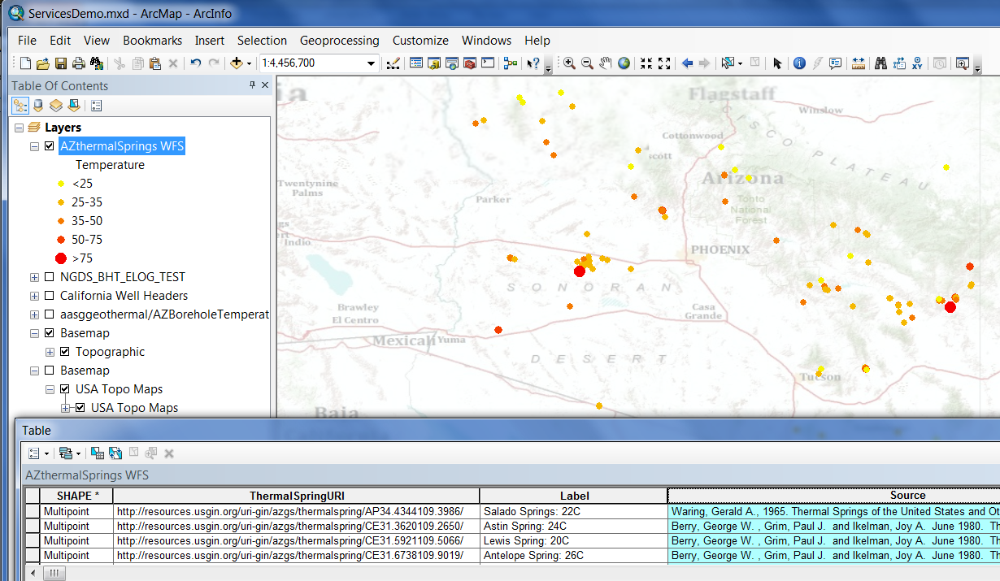 ServicesDemo.mxd - ArcMap - ArcInfo
File Edit View Bookmarks Insert Selection Geoprocessing Customize Windows Help
1:4,456,700
Table Of Contents
Layers
AZthermalSprings WFS
Temperature
<25
25-35
35-50
50-75
>75
NGDS_BHT_ELOG_TEST
California Well Headers
aasggeothermal/AZBoreholeTemperat
Basemap
Topographic
Basemap
USA Topo Maps
USA Topo Maps
ia
Flagstaff
Winslow
Cottonwood
scott
ISCO PLATEAU
Arizona
Twentynine
Palms
Parker
Tonto
National
Forest
gs
ert
Indio
PHOENIX
SONORAN
Brawley
El Centro
Casa
Grande
Mexicali
Yuma
DESERT
Tucson
Baja
Table
AZthermalSprings WFS
SHAPE * ThermalSpringURI Label Source
Multipoint http://resources.usgin.org/uri-gin/azgs/thermalspring/AP34.4344109.3986/ Salado Springs: 22C Waring, Gerald A., 1965. Thermal Springs of the United States and Ot
Multipoint http://resources.usgin.org/uri-gin/azgs/thermalspring/CE31.3620109.2650/ Astin Spring: 24C Berry, George W. , Grim, Paul J.  and Ikelman, Joy A.  June 1980.  Th
Multipoint http://resources.usgin.org/uri-gin/azgs/thermalspring/CE31.5921109.5066/ Lewis Spring: 20C Berry, George W. , Grim, Paul J.  and Ikelman, Joy A.  June 1980.  Th
Multipoint http://resources.usgin.org/uri-gin/azgs/thermalspring/CE31.6738109.9019/ Antelope Spring: 26C Berry, George W. , Grim, Paul J.  and Ikelman, Joy A.  June 1980.  Th